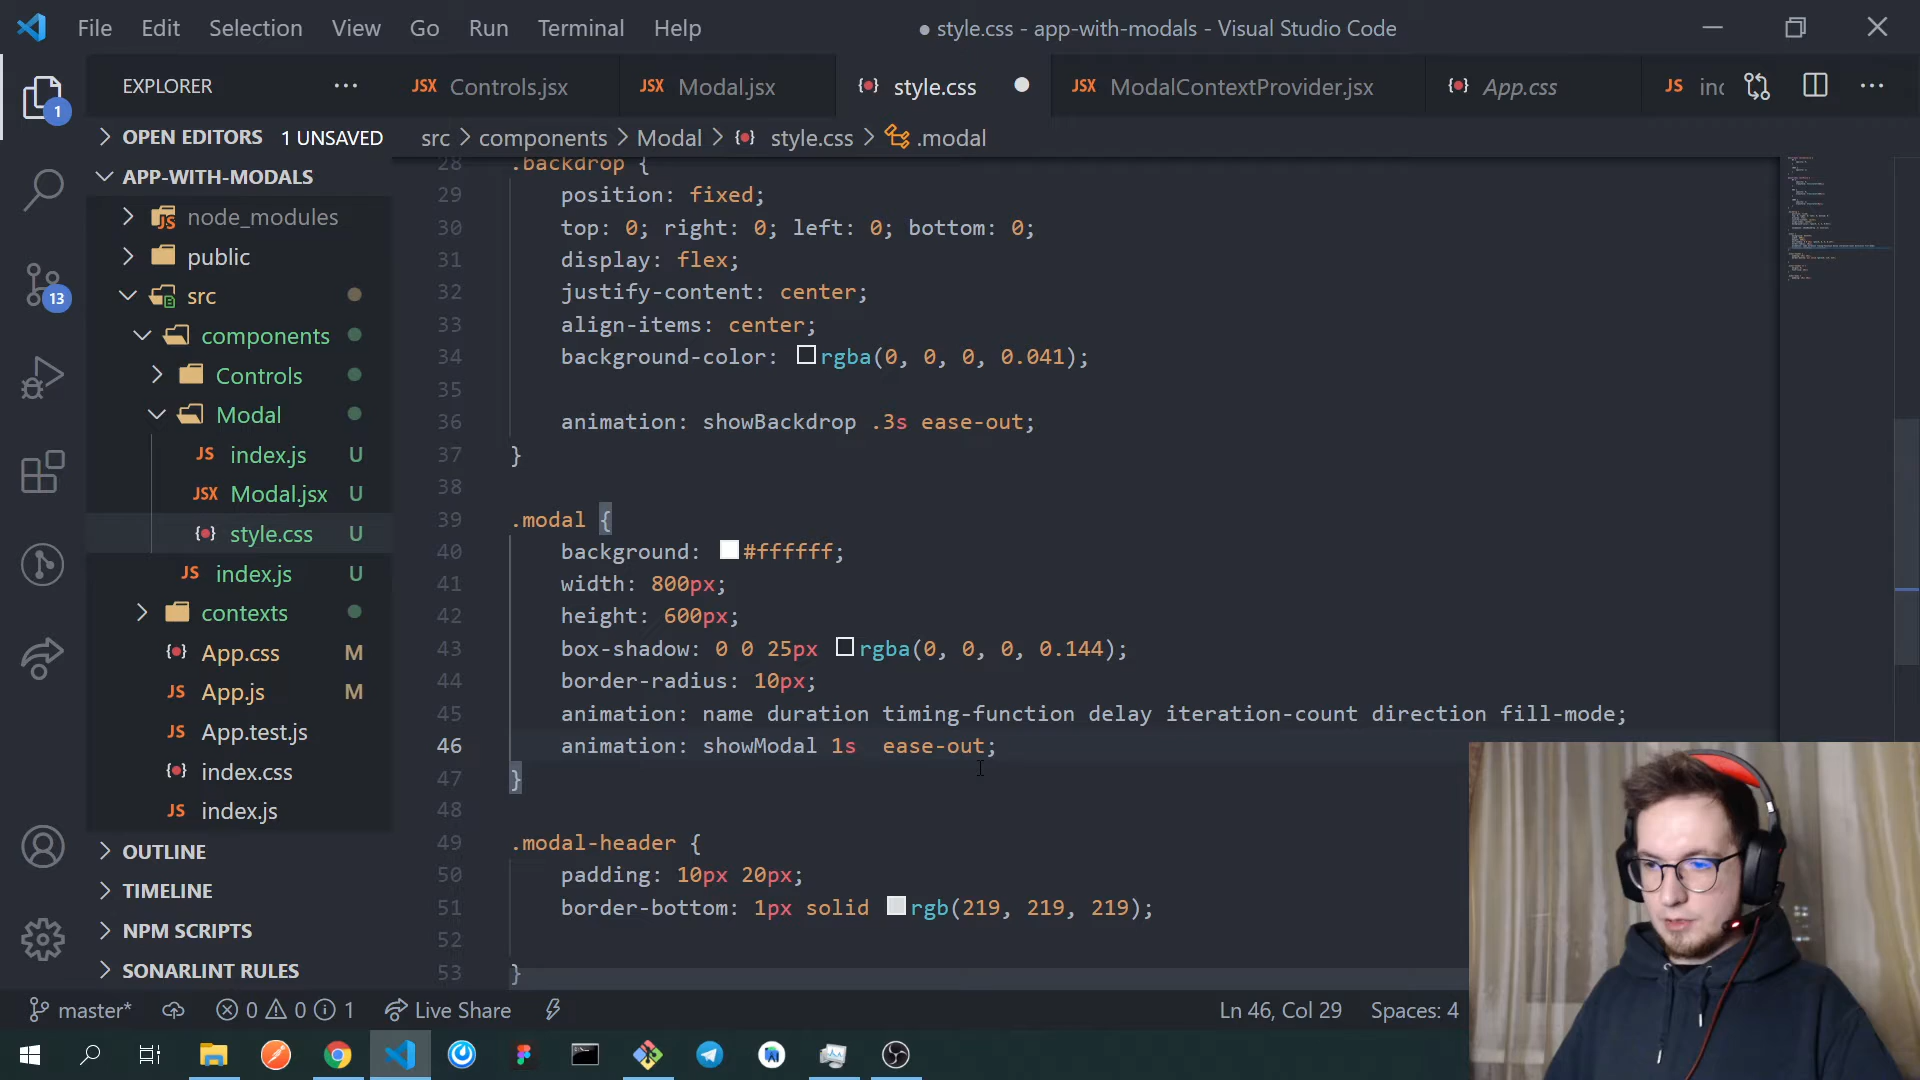 File Edit Selection View Go Run Terminal Help
● style.css - app-with-modals - Visual Studio Code
EXPLORER
JSX Controls.jsx
JSX Modal.jsx
style.css
JSX ModalContextProvider.jsx
App.css
JS inc
1
OPEN EDITORS 1 UNSAVED
src > components > Modal > style.css > .modal
APP-WITH-MODALS
node_modules
public
src
components
Controls
Modal
JS index.js U
JSX Modal.jsx U
style.css U
JS index.js U
contexts
App.css M
JS App.js M
JS App.test.js
index.css
JS index.js
OUTLINE
TIMELINE
NPM SCRIPTS
SONARLINT RULES
13
28 .backdrop {
29 position: fixed;
30 top: 0; right: 0; left: 0; bottom: 0;
31 display: flex;
32 justify-content: center;
33 align-items: center;
34 background-color: rgba(0, 0, 0, 0.041);
35
36 animation: showBackdrop .3s ease-out;
37 }
38
39 .modal {
40 background: #ffffff;
41 width: 800px;
42 height: 600px;
43 box-shadow: 0 0 25px rgba(0, 0, 0, 0.144);
44 border-radius: 10px;
45 animation: name duration timing-function delay iteration-count direction fill-mode;
46 animation: showModal 1s  ease-out;
47 }
48
49 .modal-header {
50 padding: 10px 20px;
51 border-bottom: 1px solid rgb(219, 219, 219);
52
53 }
master* 0 0 1 Live Share
Ln 46, Col 29 Spaces: 4